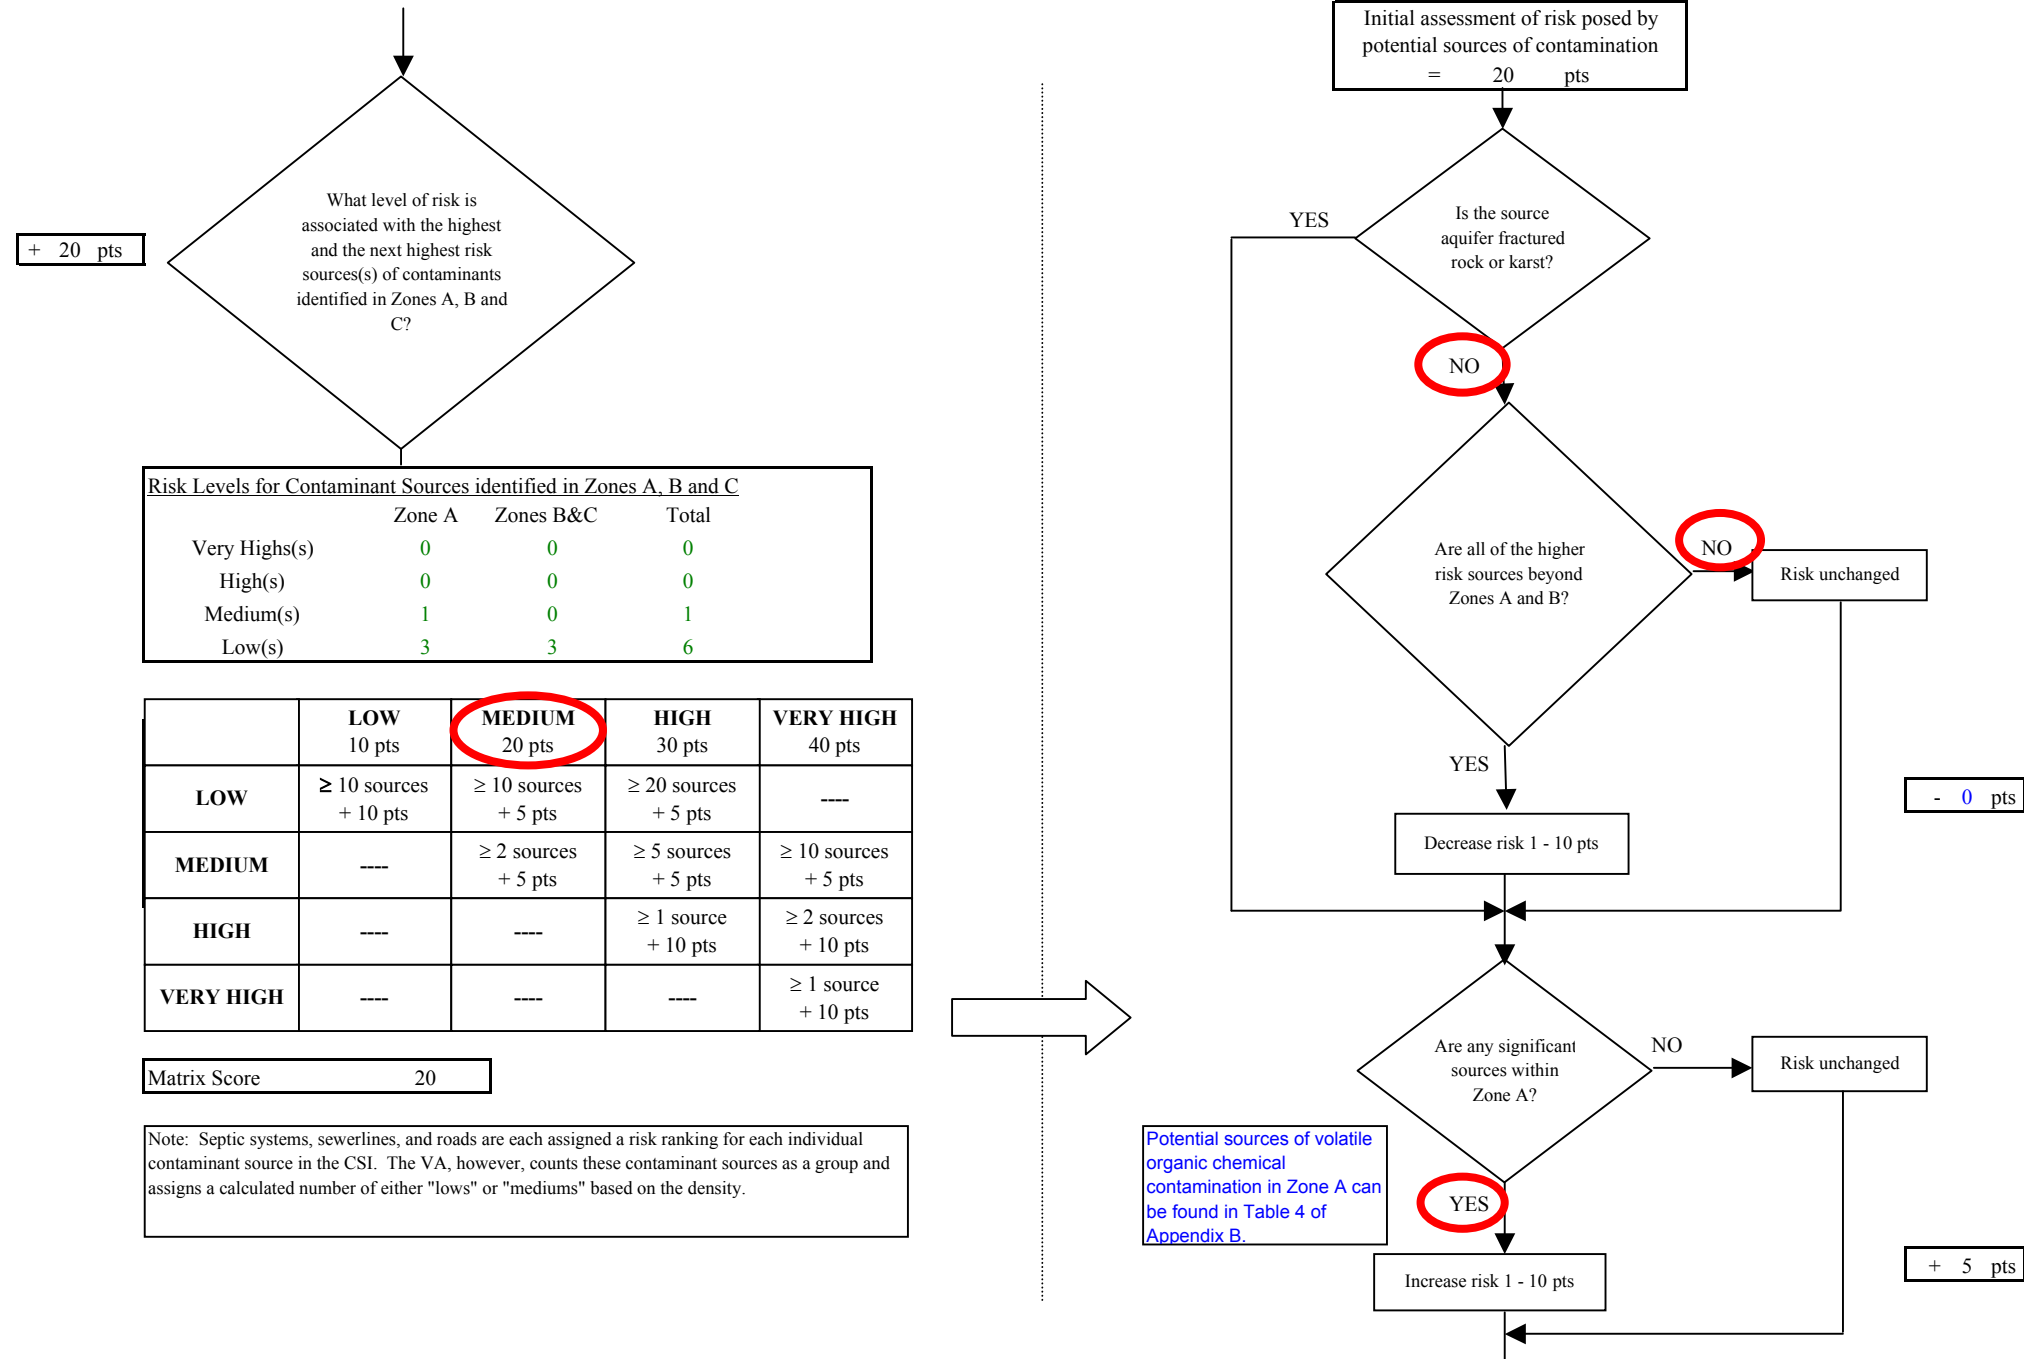 + 20 pts
What level of risk is
associated with the highest
and the next highest risk
sources(s) of contaminants
identified in Zones A, B and
C?
Risk Levels for Contaminant Sources identified in Zones A, B and C
Zone A Zones B&C Total
Very Highs(s) 0 0 0
High(s) 0 0 0
Medium(s) 1 0 1
Low(s) 3 3 6
LOW MEDIUM HIGH VERY HIGH
10 pts 20 pts 30 pts 40 pts
LOW ≥ 10 sources ≥ 10 sources ≥ 20 sources ----
+ 10 pts + 5 pts + 5 pts
MEDIUM ---- ≥ 2 sources ≥ 5 sources ≥ 10 sources
+ 5 pts + 5 pts + 5 pts
HIGH ---- ---- ≥ 1 source ≥ 2 sources
+ 10 pts + 10 pts
VERY HIGH ---- ---- ---- ≥ 1 source
+ 10 pts
Matrix Score 20
Note: Septic systems, sewerlines, and roads are each assigned a risk ranking for each individual
contaminant source in the CSI. The VA, however, counts these contaminant sources as a group and
assigns a calculated number of either "lows" or "mediums" based on the density.
Initial assessment of risk posed by
potential sources of contamination
= 20 pts
YES
Is the source
aquifer fractured
rock or karst?
NO
Are all of the higher
risk sources beyond
Zones A and B?
NO
Risk unchanged
YES
- 0 pts
Decrease risk 1 - 10 pts
Are any significant
sources within
Zone A?
NO
Risk unchanged
Potential sources of volatile
organic chemical
contamination in Zone A can
be found in Table 4 of
Appendix B.
YES
+ 5 pts
Increase risk 1 - 10 pts